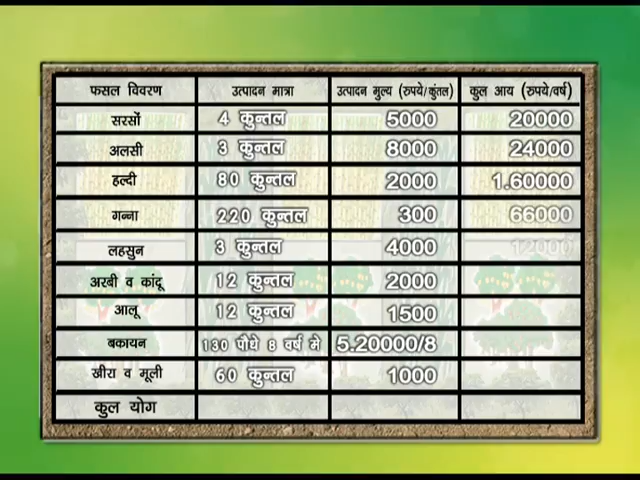 फसल विवरण उत्पादन मात्रा उत्पादन मुल्य (रुपये/कुंतल) कुल आय (रुपये/वर्ष)
सरसों 4 कुन्तल 5000 20000
अलसी 3 कुन्तल 8000 24000
हल्दी 80 कुन्तल 2000 1.60000
गन्ना 220 कुन्तल 300 66000
लहसुन 3 कुन्तल 4000 12000
अरबी व कांदू 12 कुन्तल 2000
आलू 12 कुन्तल 1500
बकायन 130 पौधे 8 वर्ष मे 5.20000/8
खीरा व मूली 60 कुन्तल 1000
कुल योग